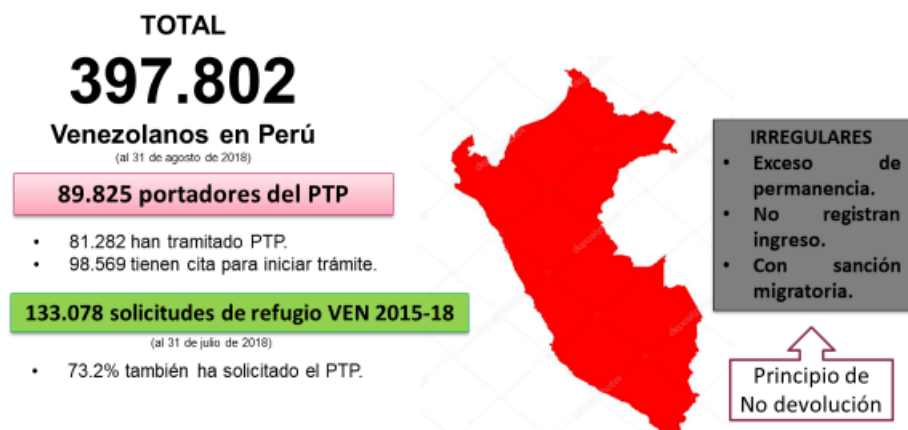 TOTAL
397.802
Venezolanos en Perú
(al 31 de agosto de 2018)
89.825 portadores del PTP
• 81.282 han tramitado PTP.
• 98.569 tienen cita para iniciar trámite.
133.078 solicitudes de refugio VEN 2015-18
(al 31 de julio de 2018)
• 73.2% también ha solicitado el PTP.
IRREGULARES
• Exceso de
permanencia.
• No registran
ingreso.
• Con sanción
migratoria.
Principio de
No devolución